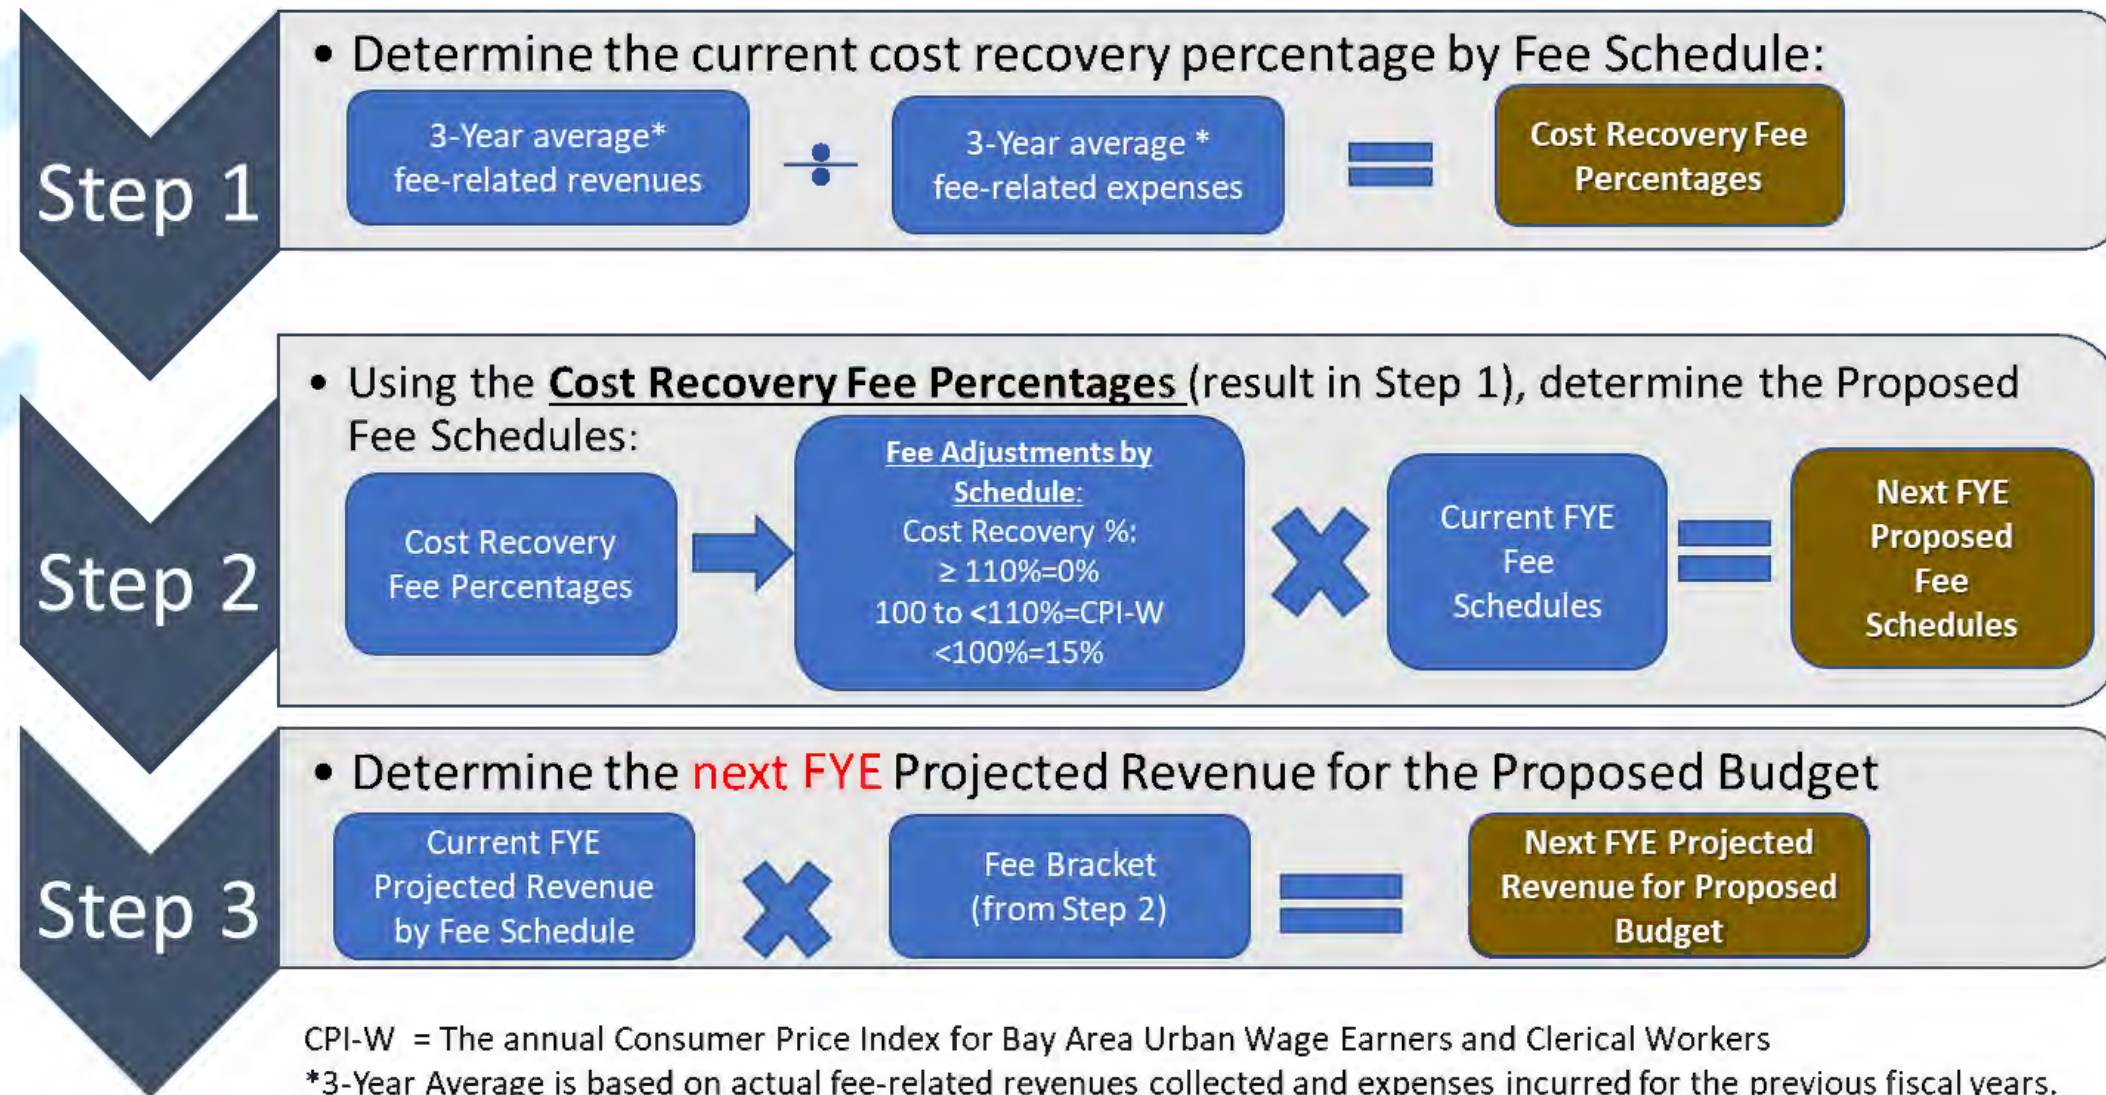 • Determine the current cost recovery percentage by Fee Schedule:
Step 1
3-Year average*
fee-related revenues
÷
3-Year average *
fee-related expenses
=
Cost Recovery Fee
Percentages
Step 2
• Using the Cost Recovery Fee Percentages (result in Step 1), determine the Proposed
Fee Schedules:
Cost Recovery
Fee Percentages
Fee Adjustments by
Schedule:
Cost Recovery %:
≥ 110%=0%
100 to <110%=CPI-W
<100%=15%
Current FYE
Fee
Schedules
=
Next FYE
Proposed
Fee
Schedules
Step 3
• Determine the next FYE Projected Revenue for the Proposed Budget
Current FYE
Projected Revenue
by Fee Schedule
Fee Bracket
(from Step 2)
=
Next FYE Projected
Revenue for Proposed
Budget
CPI-W = The annual Consumer Price Index for Bay Area Urban Wage Earners and Clerical Workers
*3-Year Average is based on actual fee-related revenues collected and expenses incurred for the previous fiscal years.